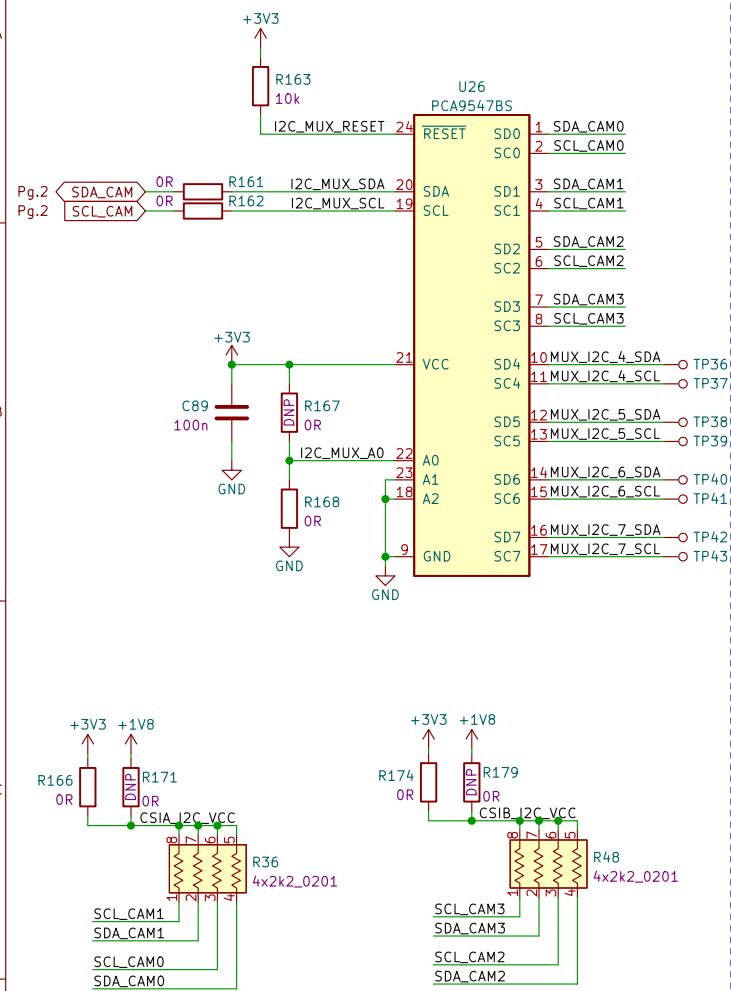 +3V3
R163
10k
U26
PCA9547BS
I2C_MUX_RESET 24 RESET SD0 1 SDA_CAM0
SC0 2 SCL_CAM0
Pg.2 SDA_CAM 0R R161 I2C_MUX_SDA 20 SDA SD1 3 SDA_CAM1
Pg.2 SCL_CAM 0R R162 I2C_MUX_SCL 19 SCL SC1 4 SCL_CAM1
SD2 5 SDA_CAM2
SC2 6 SCL_CAM2
SD3 7 SDA_CAM3
SC3 8 SCL_CAM3
+3V3
21 VCC SD4 10 MUX_I2C_4_SDA TP36
SC4 11 MUX_I2C_4_SCL TP37
C89
100n
DNP
R167
0R
SD5 12 MUX_I2C_5_SDA TP38
SC5 13 MUX_I2C_5_SCL TP39
I2C_MUX_A0 22 A0
23 A1 SD6 14 MUX_I2C_6_SDA TP40
18 A2 SC6 15 MUX_I2C_6_SCL TP41
GND
R168
0R
SD7 16 MUX_I2C_7_SDA TP42
9 GND SC7 17 MUX_I2C_7_SCL TP43
GND
GND
+3V3 +1V8
R166
0R
DNP
R171
0R
CSIA_I2C_VCC
8 7 6 5
R36
4x2k2_0201
1 2 3 4
SCL_CAM1
SDA_CAM1
SCL_CAM0
SDA_CAM0
+3V3 +1V8
R174
0R
DNP
R179
0R
CSIB_I2C_VCC
8 7 6 5
R48
4x2k2_0201
1 2 3 4
SCL_CAM3
SDA_CAM3
SCL_CAM2
SDA_CAM2